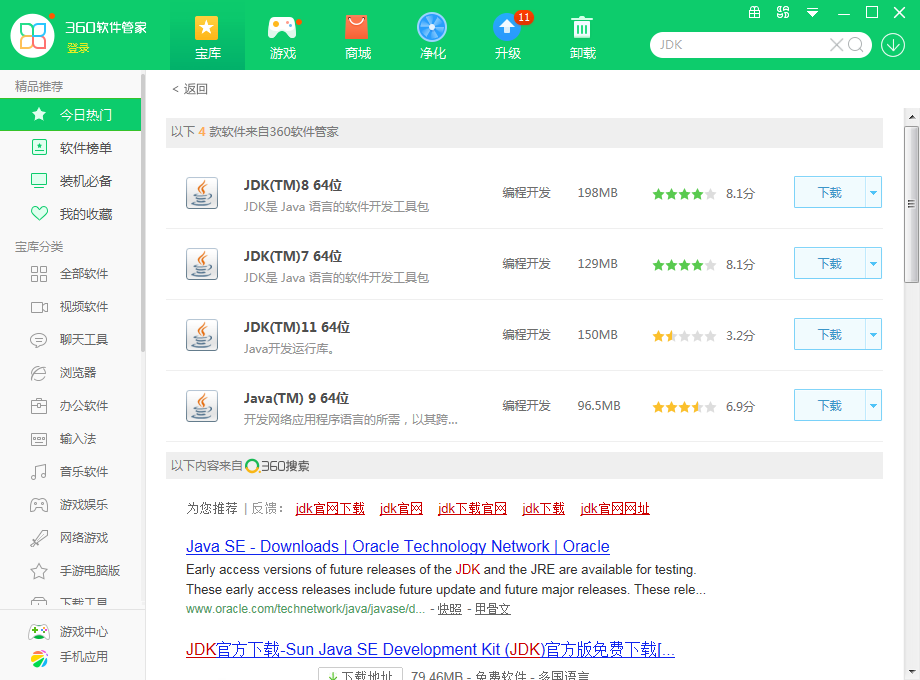 360软件管家
登录
宝库
游戏
商城
净化
11
升级
卸载
JDK
精品推荐
今日热门
软件榜单
装机必备
我的收藏
宝库分类
全部软件
视频软件
聊天工具
浏览器
办公软件
输入法
音乐软件
游戏娱乐
网络游戏
手游电脑版
下载工具
游戏中心
手机应用
< 返回
以下 4 款软件来自360软件管家
JDK(TM)8 64位
JDK是 Java 语言的软件开发工具包
编程开发 198MB 8.1分 下载
JDK(TM)7 64位
JDK是 Java 语言的软件开发工具包
编程开发 129MB 8.1分 下载
JDK(TM)11 64位
Java开发运行库。
编程开发 150MB 3.2分 下载
Java(TM) 9 64位
开发网络应用程序语言的所需，以其跨...
编程开发 96.5MB 6.9分 下载
以下内容来自 360搜索
为您推荐 | 反馈： jdk官网下载 jdk官网 jdk下载官网 jdk下载 jdk官网网址
Java SE - Downloads | Oracle Technology Network | Oracle
Early access versions of future releases of the JDK and the JRE are available for testing.
These early access releases include future update and future major releases. These rele...
www.oracle.com/technetwork/java/javase/d... - 快照 - 甲骨文
JDK官方下载-Sun Java SE Development Kit (JDK)官方版免费下载[...
下载地址 79.46MB - 免费软件 - 多国语言